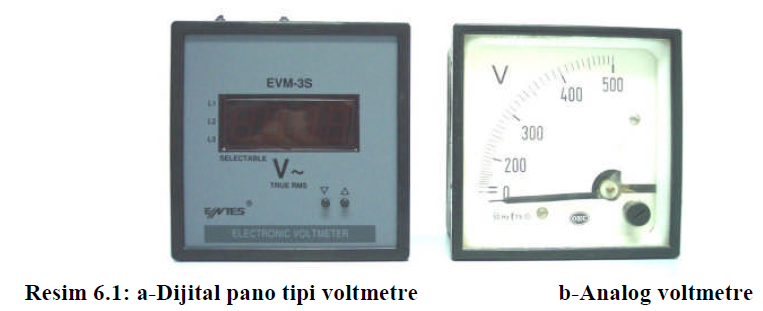 EVM-3S
L1
L2
L3
SELECTABLE
V~
TRUE RMS
ENTES ®
ELECTRONIC VOLTMETER
V
500
400
300
200
0
Resim 6.1: a-Dijital pano tipi voltmetre
b-Analog voltmetre